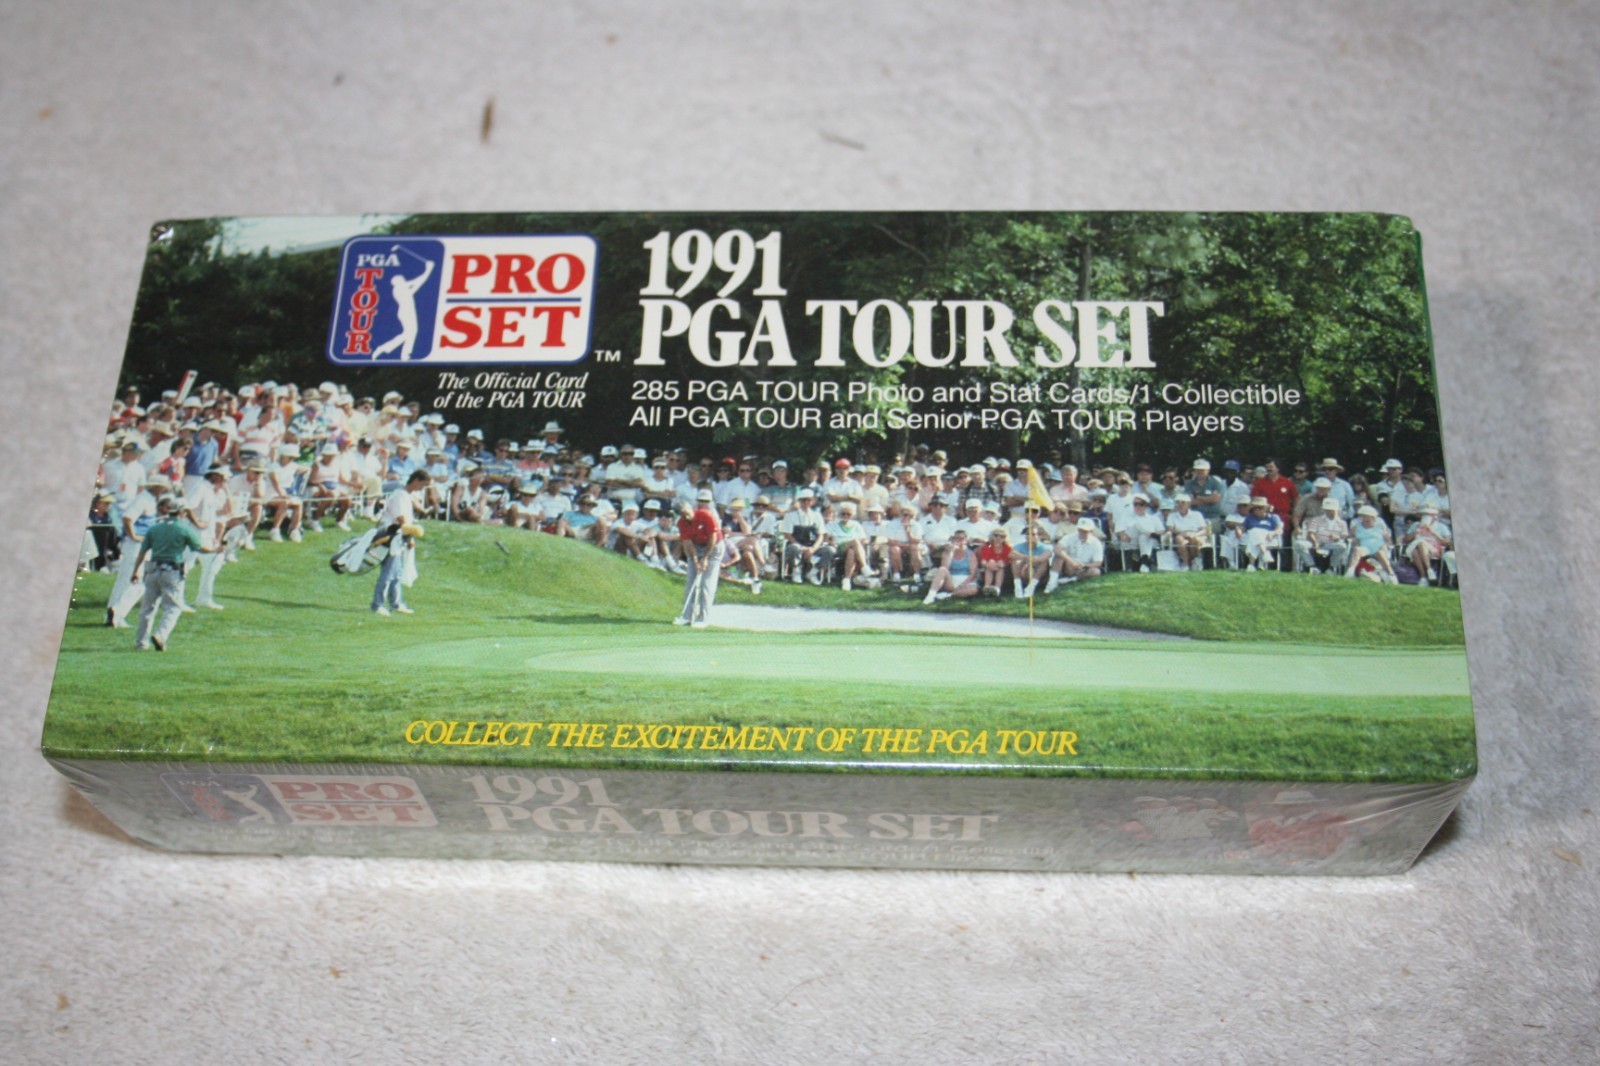 PGA
TOUR
PRO
SET
™
The Official Card
of the PGA TOUR
1991
PGA TOUR SET
285 PGA TOUR Photo and Stat Cards/1 Collectible
All PGA TOUR and Senior PGA TOUR Players
COLLECT THE EXCITEMENT OF THE PGA TOUR
PRO
SET
1991
PGA TOUR SET